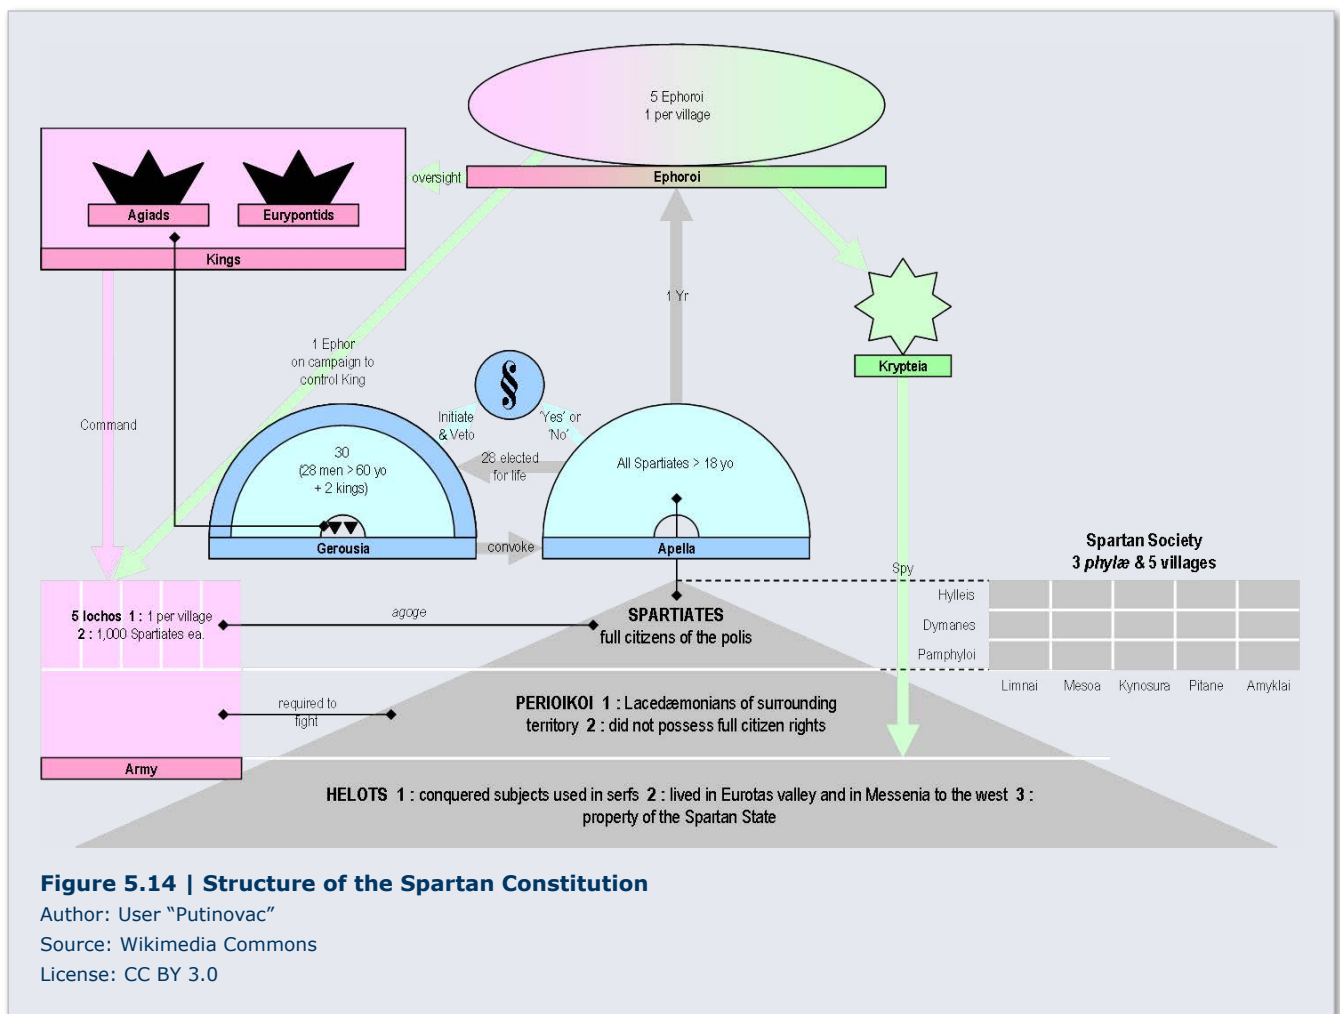 5 Ephoroi
1 per village
Ephoroi
oversight
Agiads
Eurypontids
Kings
1 Yr
Krypteia
1 Ephor
on campaign to
control King
Command
§
Initiate
& Veto
'Yes' or
'No'
30
(28 men > 60 yo
+ 2 kings)
28 elected
for life
All Spartiates > 18 yo
Gerousia
convoke
Apella
Spy
Spartan Society
3 phylæ & 5 villages
Hylleis
Dymanes
Pamphyloi
Limnai
Mesoa
Kynosura
Pitane
Amyklai
5 lochos 1 : 1 per village
2 : 1,000 Spartiates ea.
agoge
SPARTIATES
full citizens of the polis
required to
fight
PERIOIKOI 1 : Lacedæmonians of surrounding
territory 2 : did not possess full citizen rights
Army
HELOTS 1 : conquered subjects used in serfs 2 : lived in Eurotas valley and in Messenia to the west 3 :
property of the Spartan State
Figure 5.14 | Structure of the Spartan Constitution
Author: User “Putinovac”
Source: Wikimedia Commons
License: CC BY 3.0